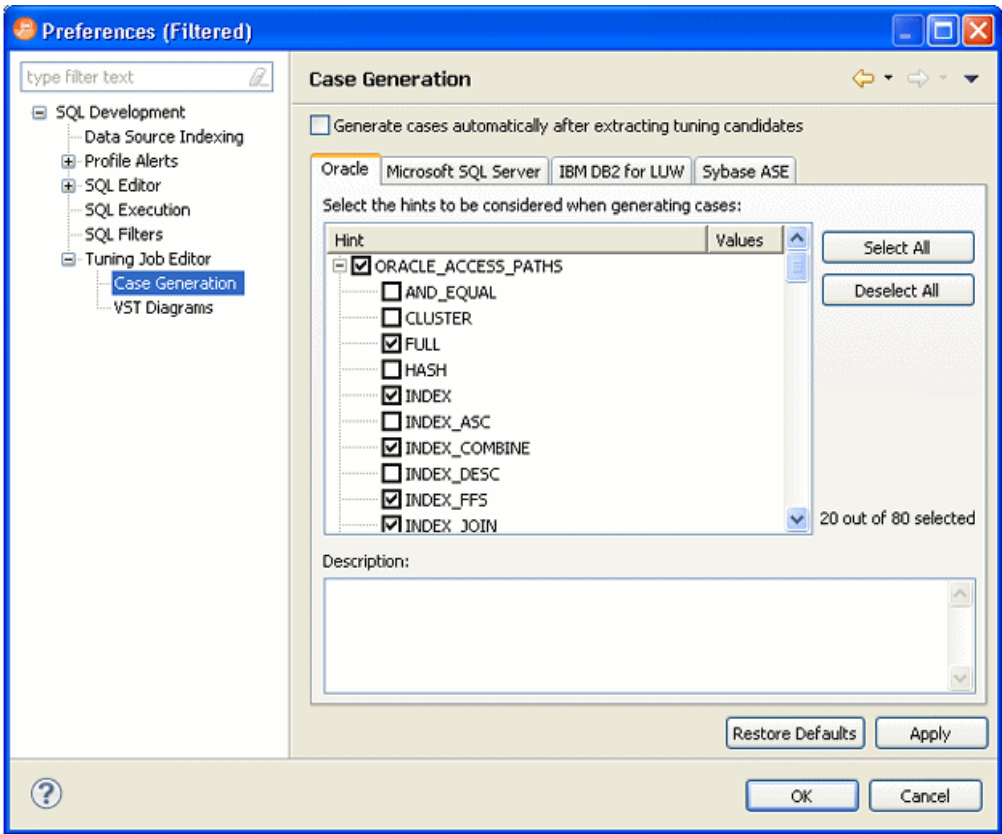 Preferences (Filtered)
type filter text
SQL Development
Data Source Indexing
Profile Alerts
SQL Editor
SQL Execution
SQL Filters
Tuning Job Editor
Case Generation
VST Diagrams
Case Generation
Generate cases automatically after extracting tuning candidates
Oracle Microsoft SQL Server IBM DB2 for LUW Sybase ASE
Select the hints to be considered when generating cases:
Hint Values
ORACLE_ACCESS_PATHS
AND_EQUAL
CLUSTER
FULL
HASH
INDEX
INDEX_ASC
INDEX_COMBINE
INDEX_DESC
INDEX_FFS
INDEX_JOIN
Select All
Deselect All
20 out of 80 selected
Description:
Restore Defaults Apply
? OK Cancel